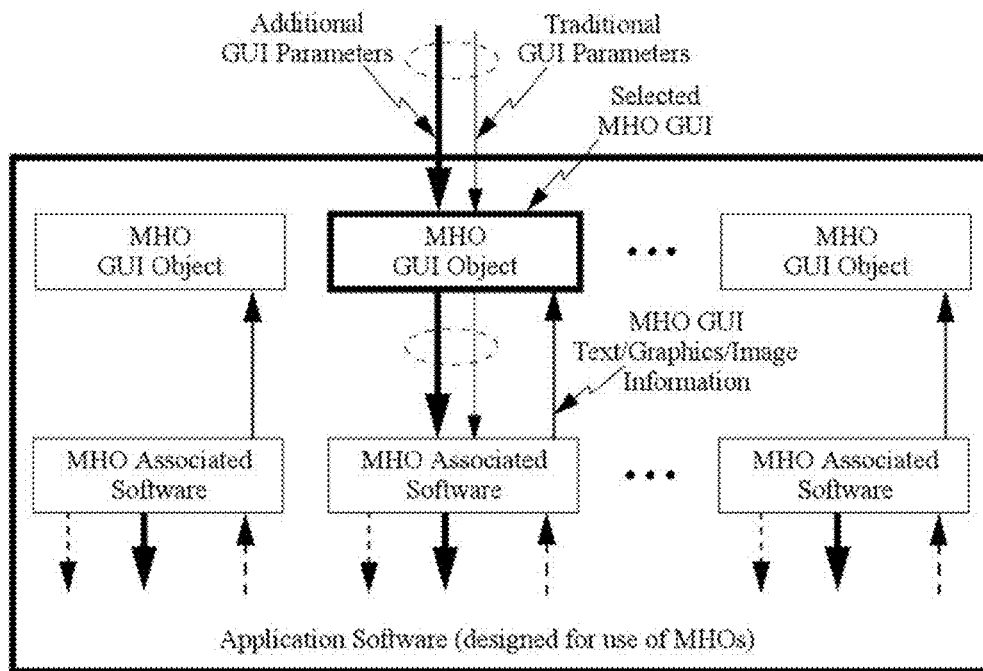 Additional
GUI Parameters
Traditional
GUI Parameters
Selected
MHO GUI
MHO
GUI Object
MHO
GUI Object
•••
MHO
GUI Object
MHO GUI
Text/Graphics/Image
Information
MHO Associated
Software
MHO Associated
Software
•••
MHO Associated
Software
Application Software (designed for use of MHOs)